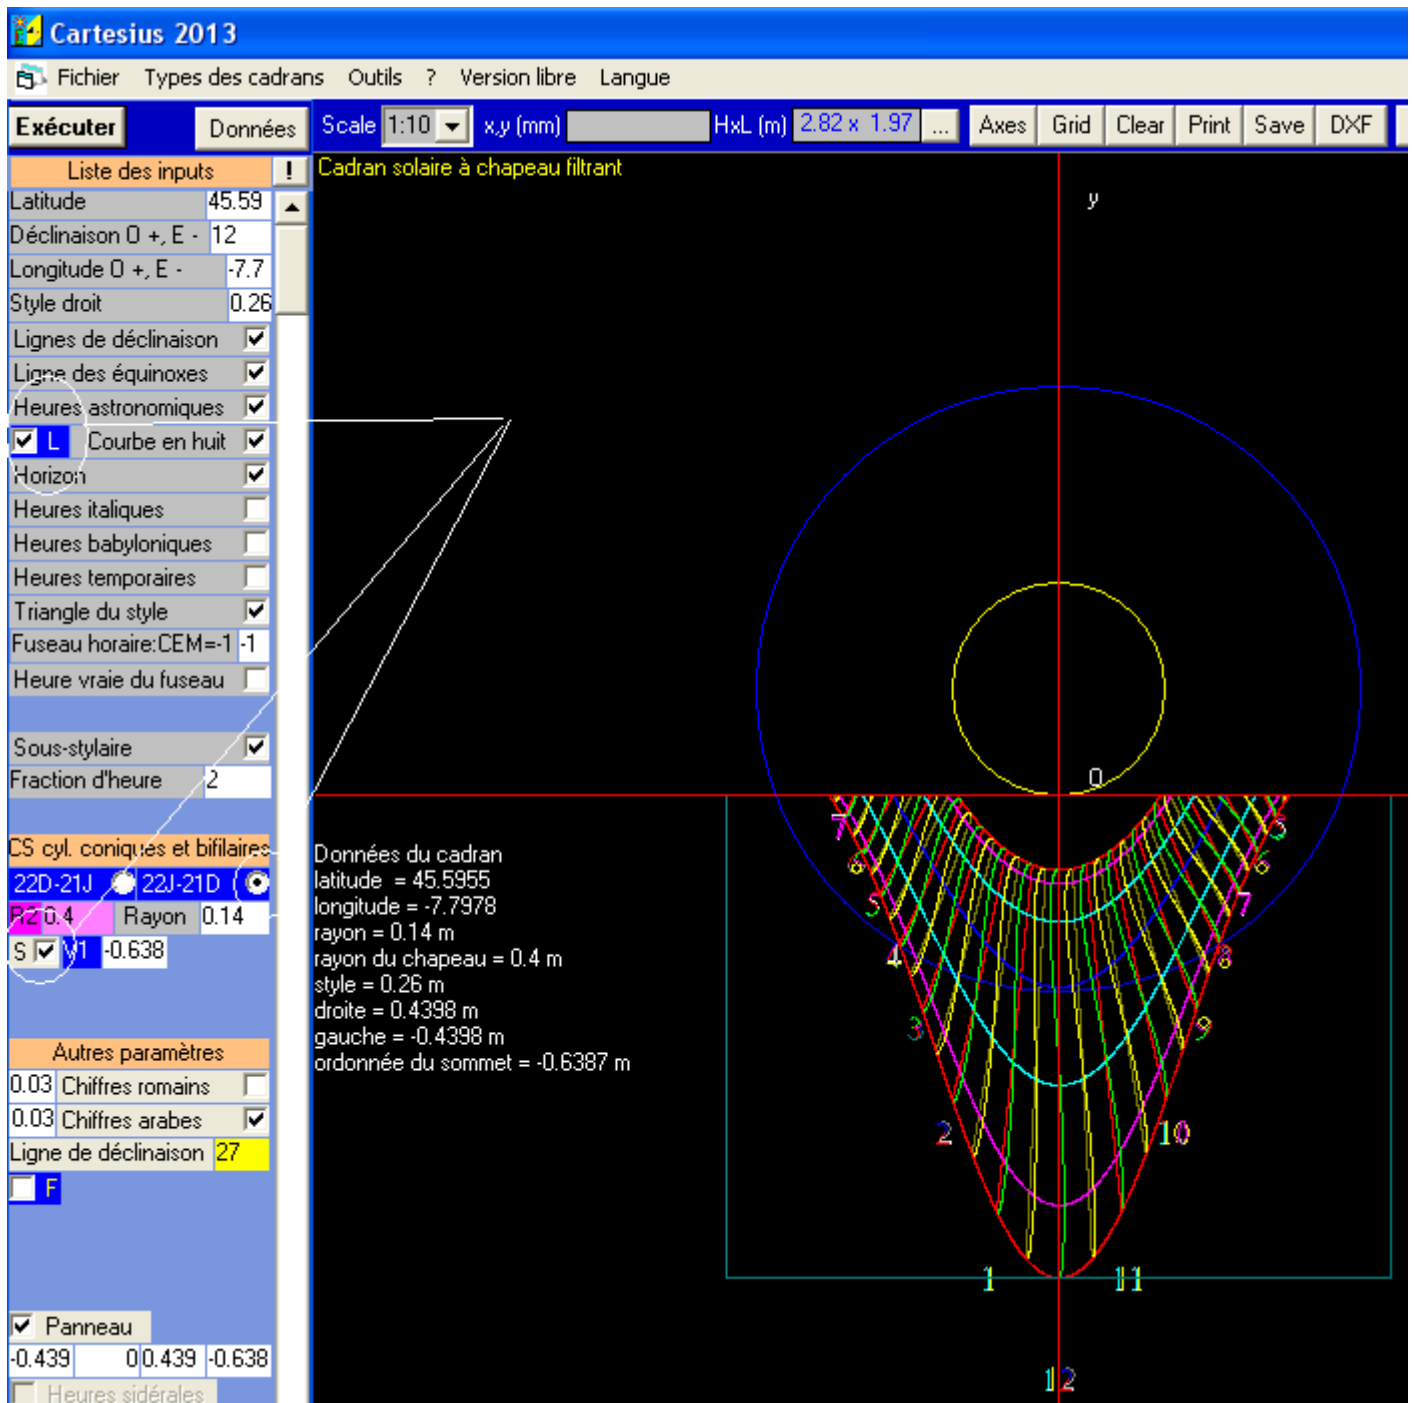 Cartesius 2013
Fichier Types des cadrans Outils ? Version libre Langue
Exécuter Données Scale 1:10 x,y (mm) HxL (m) 2.82 x 1.97 ... Axes Grid Clear Print Save DXF
Liste des inputs !
Cadran solaire à chapeau filtrant
Latitude 45.59
Déclinaison O +, E - 12
Longitude O +, E - -7.7
Style droit 0.26
Lignes de déclinaison
Ligne des équinoxes
Heures astronomiques
L Courbe en huit
Horizon
Heures italiques
Heures babyloniques
Heures temporaires
Triangle du style
Fuseau horaire:CEM=-1 -1
Heure vraie du fuseau
Sous-stylaire
Fraction d'heure 2
CS cyl. coniques et bifilaires
22D-21J 22J-21D
R2 0.4 Rayon 0.14
S V1 -0.638
Autres paramètres
0.03 Chiffres romains
0.03 Chiffres arabes
Ligne de déclinaison 27
F
Panneau
-0.439 0 0.439 -0.638
Heures sidérales
y
0
Données du cadran
latitude = 45.5955
longitude = -7.7978
rayon = 0.14 m
rayon du chapeau = 0.4 m
style = 0.26 m
droite = 0.4398 m
gauche = -0.4398 m
ordonnée du sommet = -0.6387 m
7 5
6 6
5 7
4 8
3 9
2 10
1 11
12